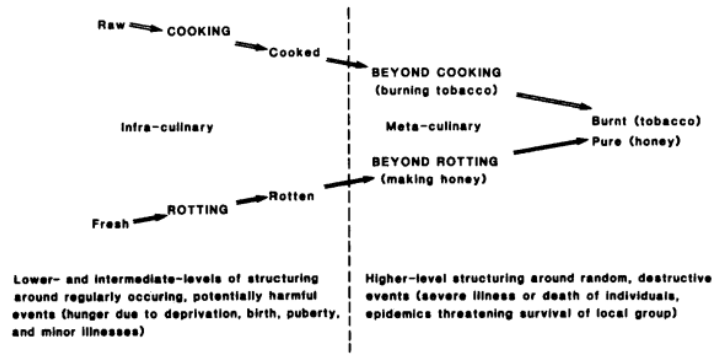 Raw
COOKING
Cooked
BEYOND COOKING
(burning tobacco)
Burnt (tobacco)
Infra-culinary
Meta-culinary
Pure (honey)
BEYOND ROTTING
(making honey)
Rotten
ROTTING
Fresh
Lower- and intermediate-levels of structuring
around regularly occuring, potentially harmful
events (hunger due to deprivation, birth, puberty,
and minor illnesses)
Higher-level structuring around random, destructive
events (severe illness or death of individuals,
epidemics threatening survival of local group)